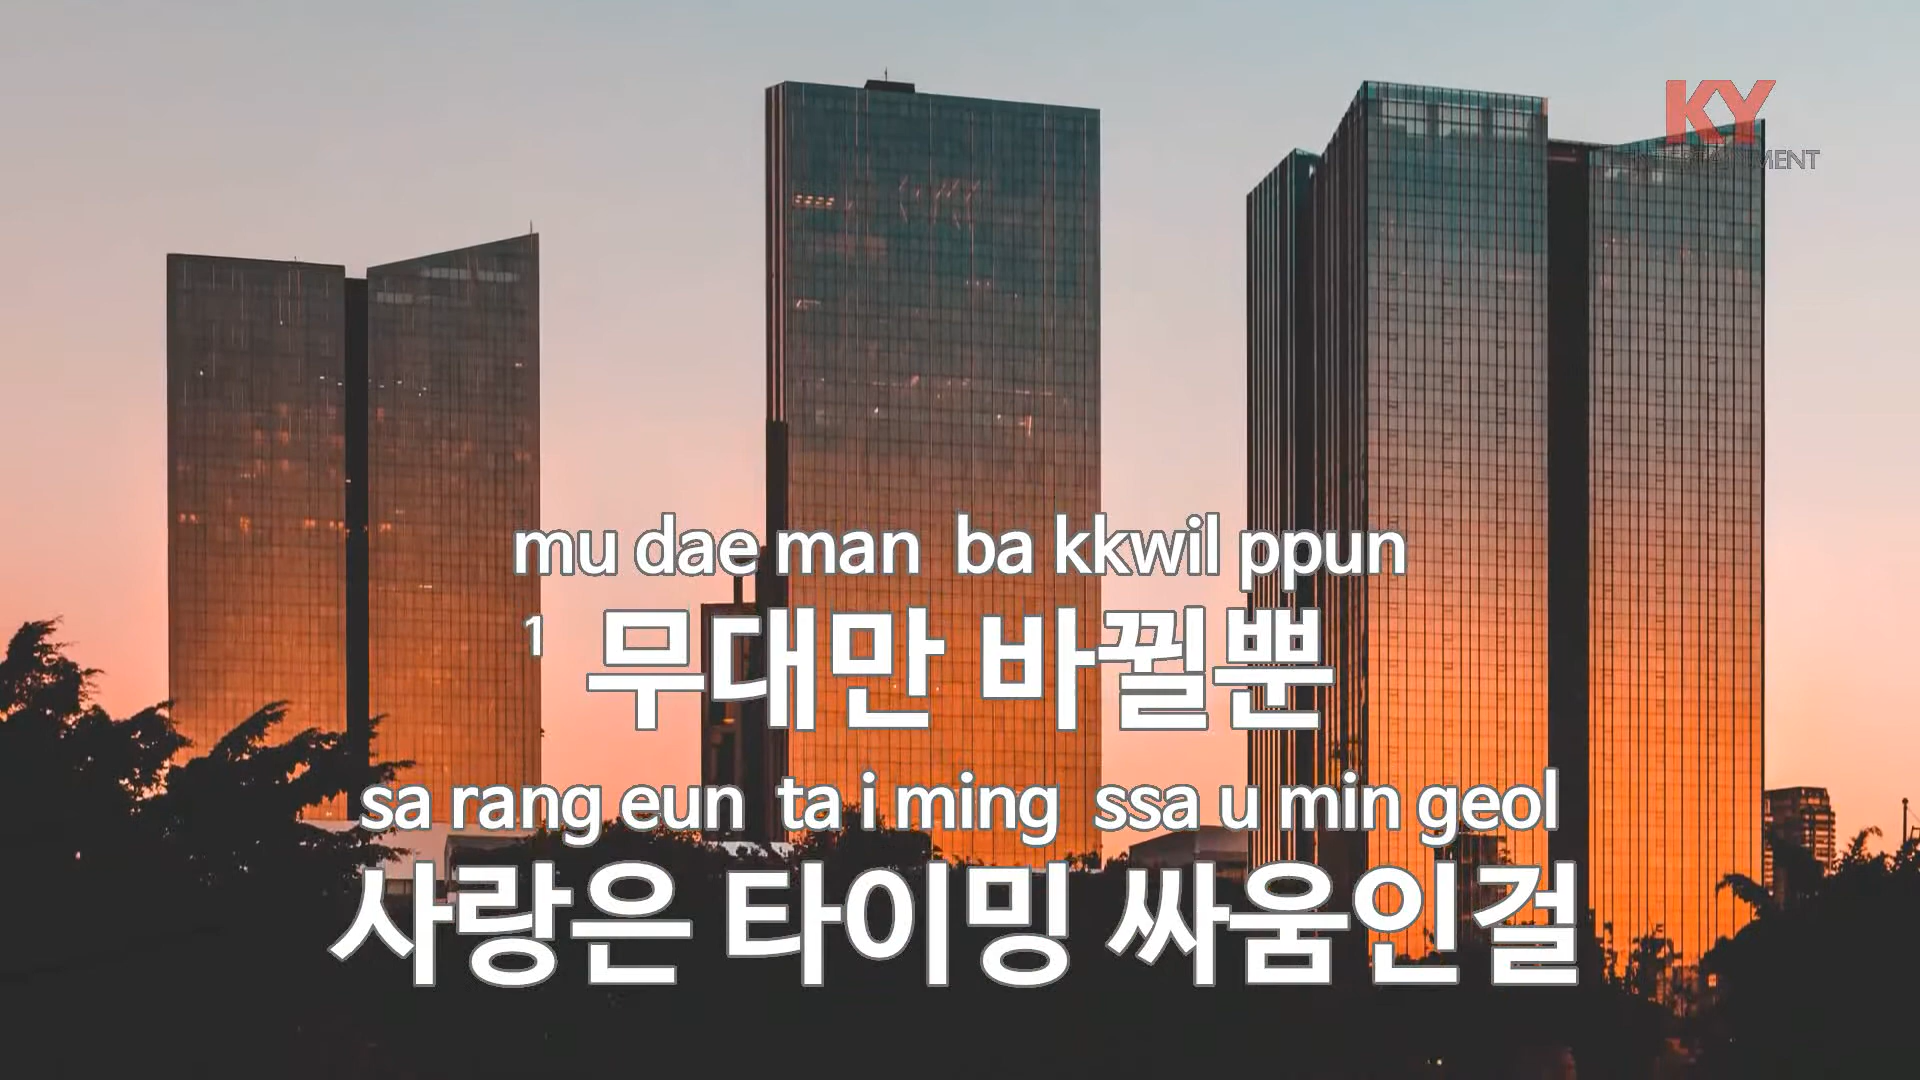 KY
ENTERTAINMENT
mu dae man ba kkwil ppun
1 무대만 바뀔뿐
sa rang eun ta i ming ssa u min geol
사랑은 타이밍 싸움인걸